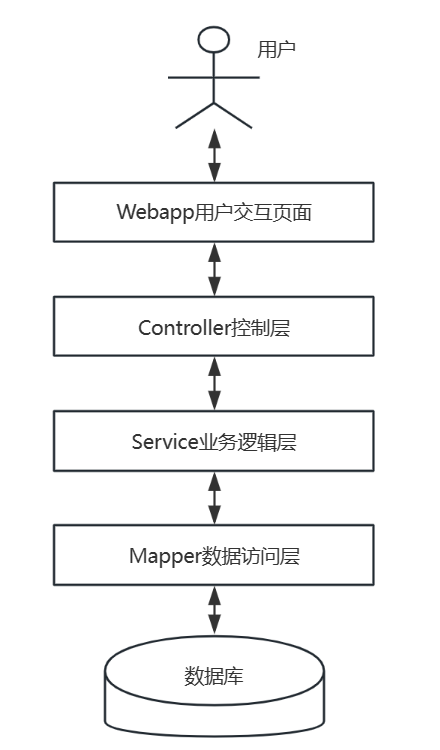 用户
Webapp用户交互页面
Controller控制层
Service业务逻辑层
Mapper数据访问层
数据库